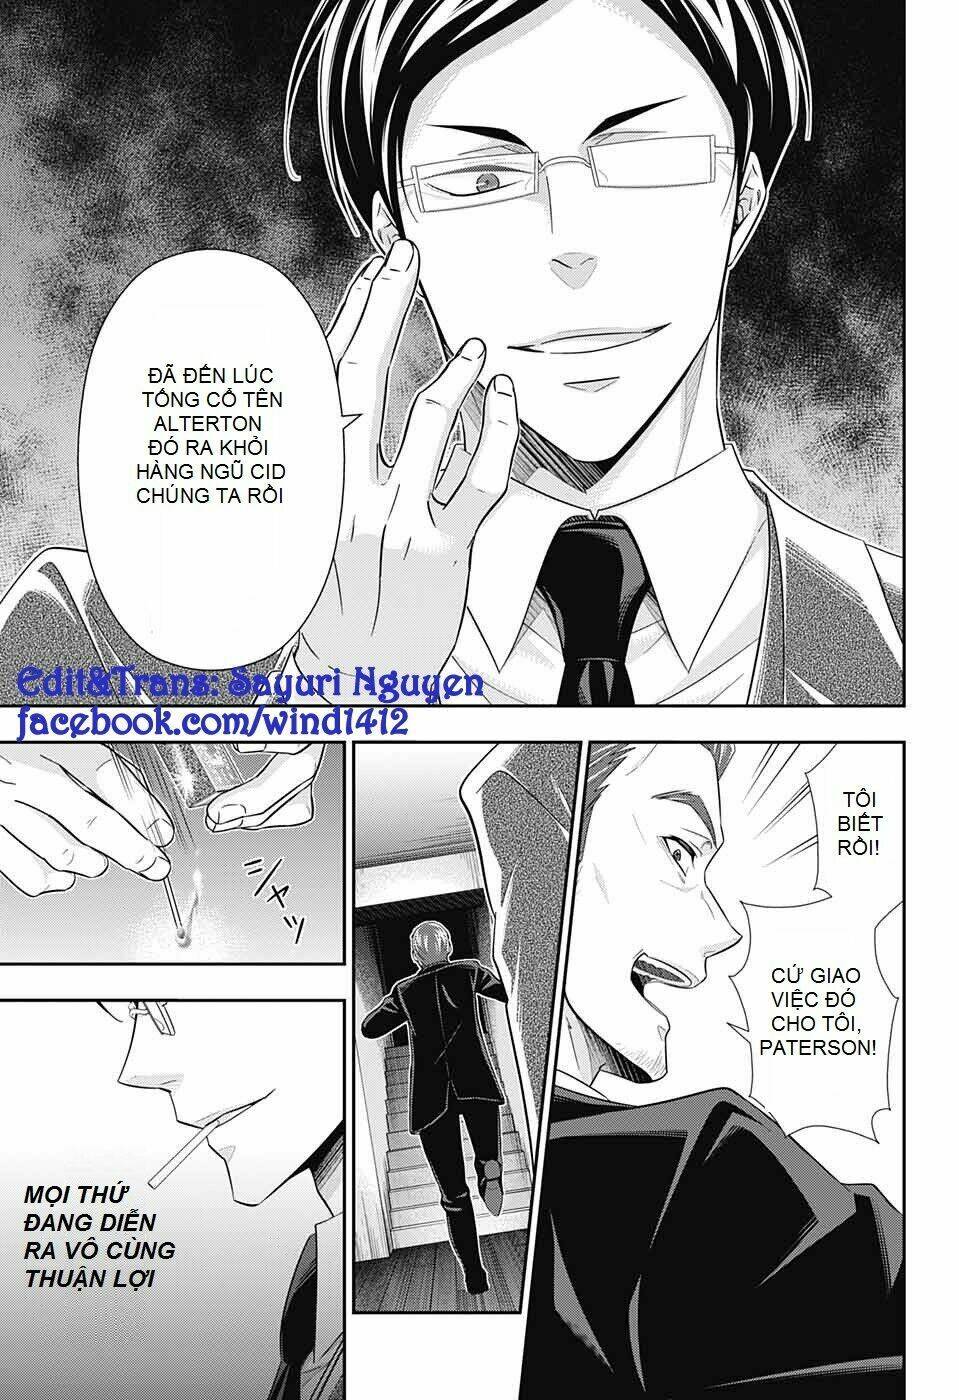 ĐÃ ĐẾN LÚC
TỐNG CỔ TÊN
ALTERTON
ĐÓ RA KHỎI
HÀNG NGŨ CID
CHÚNG TA RỒI
Edit&Trans: Sayuri Nguyen
facebook.com/wind1412
TÔI
BIẾT
RỒI!
CỨ GIAO
VIỆC ĐÓ
CHO TÔI,
PATERSON!
シャッ
MỌI THỨ
ĐANG DIỄN
RA VÔ CÙNG
THUẬN LỢI